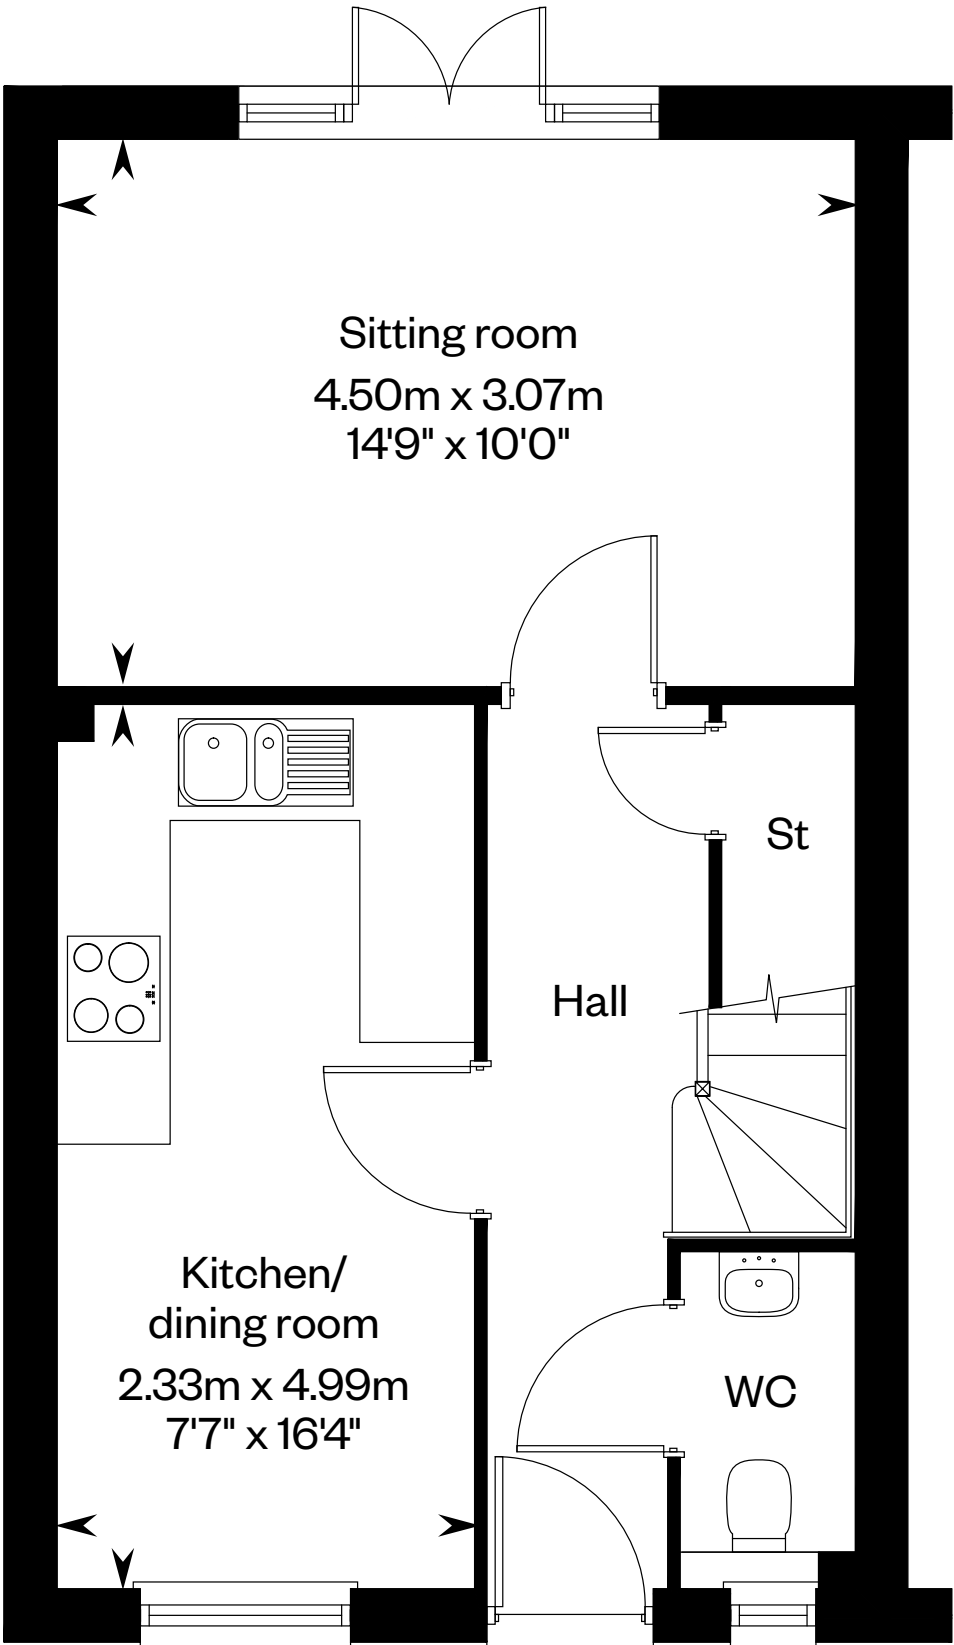 Sitting room
4.50m x 3.07m
14'9" x 10'0"
St
Hall
Kitchen/
dining room
2.33m x 4.99m
7'7" x 16'4"
WC